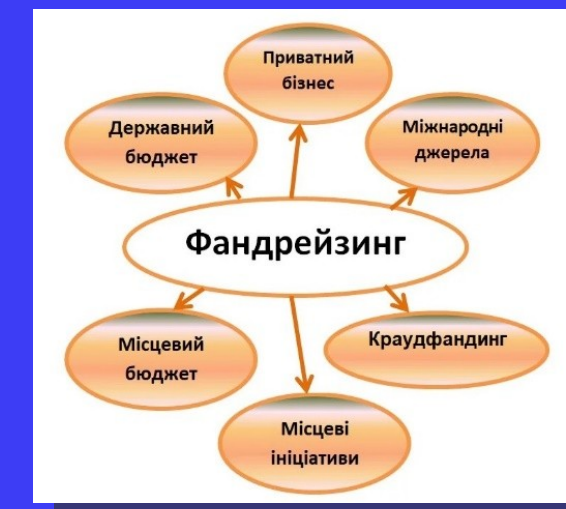 Приватний
бізнес
Державний
бюджет
Міжнародні
джерела
Фандрейзинг
Місцевий
бюджет
Краудфандинг
Місцеві
ініціативи